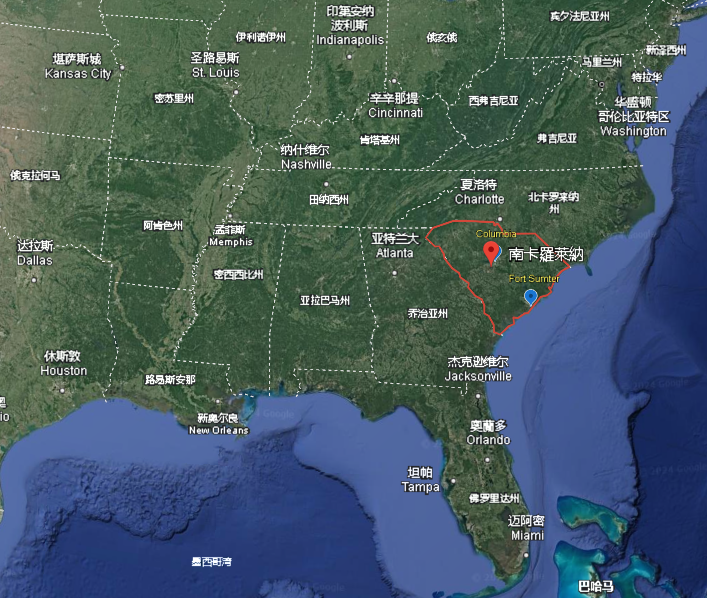 印第安纳
波利斯
Indianapolis
宾夕法尼亚州
伊利诺伊州
俄亥俄
新泽西州
堪萨斯城
Kansas City
圣路易斯
St. Louis
马里兰州
特拉华
密苏里州
辛辛那提
Cincinnati
西弗吉尼亚
华盛顿
哥伦比亚特区
Washington
纳什维尔
Nashville
肯塔基州
弗吉尼亚
俄克拉何马
田纳西州
夏洛特
Charlotte
北卡罗来纳
州
阿肯色州
孟菲斯
Memphis
亚特兰大
Atlanta
Columbia
南卡羅萊納
达拉斯
Dallas
密西西比州
Fort Sumter
亚拉巴马州
乔治亚州
休斯敦
Houston
路易斯安那
杰克逊维尔
Jacksonville
新奥尔良
New Orleans
奧蘭多
Orlando
坦帕
Tampa
佛罗里达州
迈阿密
Miami
墨西哥湾
巴哈马